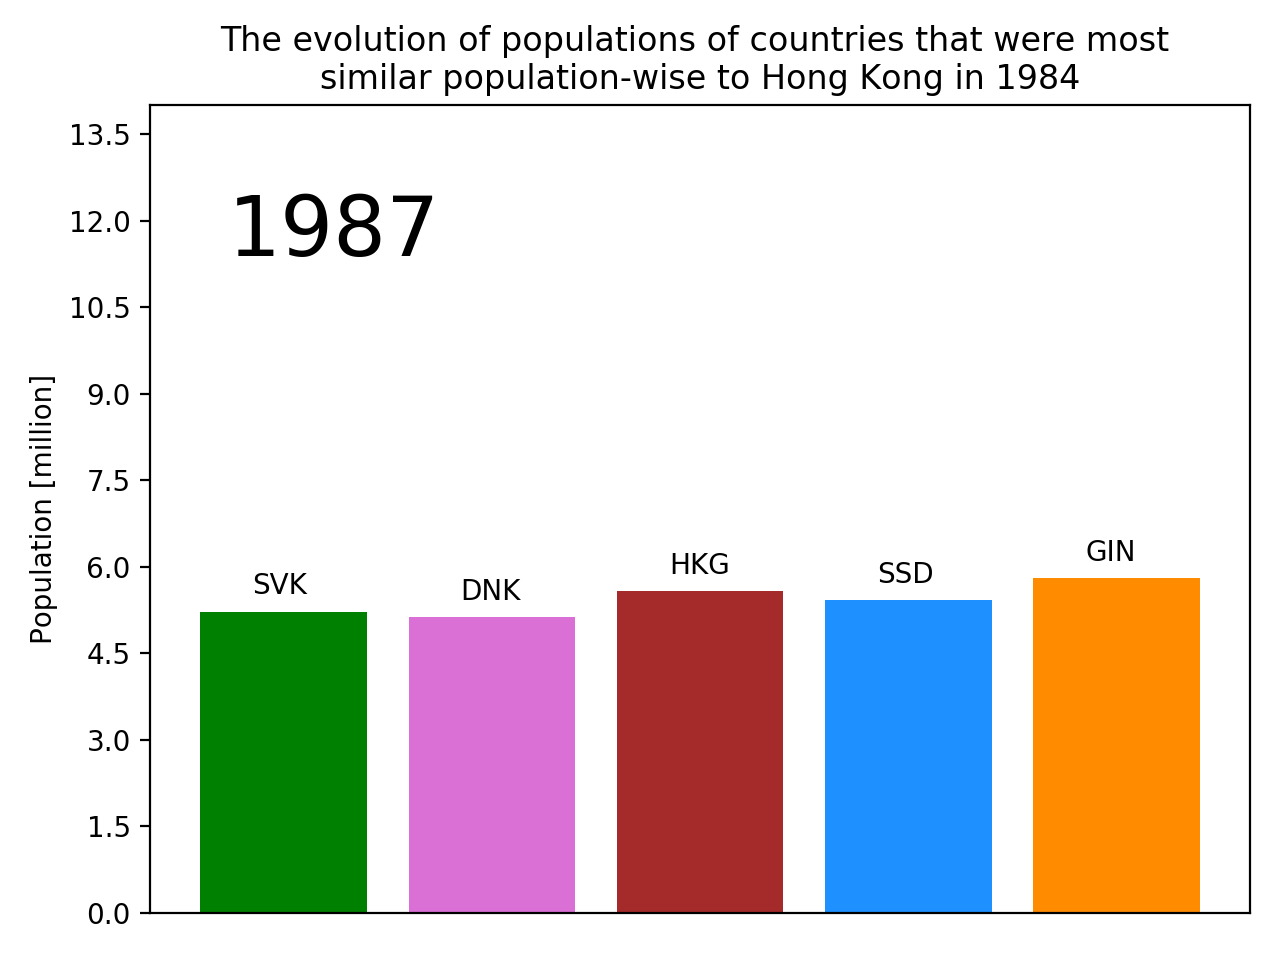 The evolution of populations of countries that were most
similar population-wise to Hong Kong in 1984
13.5
12.0
10.5
9.0
7.5
6.0
4.5
3.0
1.5
0.0
Population [million]
1987
SVK
DNK
HKG
SSD
GIN